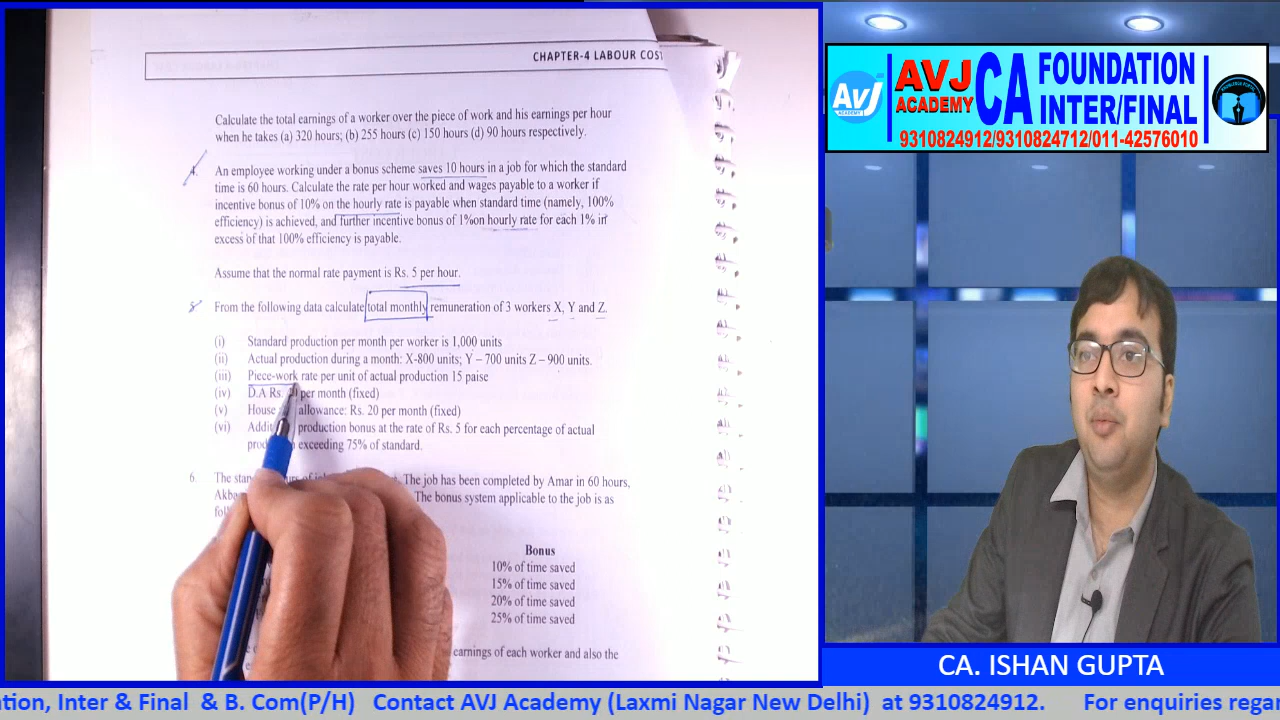 CHAPTER-4 LABOUR COST
Calculate the total earnings of a worker over the piece of work and his earnings per hour
when he takes (a) 320 hours; (b) 255 hours (c) 150 hours (d) 90 hours respectively.
4. An employee working under a bonus scheme saves 10 hours in a job for which the standard
time is 60 hours. Calculate the rate per hour worked and wages payable to a worker if
incentive bonus of 10% on the hourly rate is payable when standard time (namely, 100%
efficiency) is achieved, and further incentive bonus of 1%on hourly rate for each 1% in
excess of that 100% efficiency is payable.
Assume that the normal rate payment is Rs. 5 per hour.
5. From the following data calculate total monthly remuneration of 3 workers X, Y and Z.
(i) Standard production per month per worker is 1,000 units
(ii) Actual production during a month: X-800 units; Y – 700 units Z – 900 units.
(iii) Piece-work rate per unit of actual production 15 paise
(iv) D.A Rs. per month (fixed)
(v) House allowance: Rs. 20 per month (fixed)
(vi) production bonus at the rate of Rs. 5 for each percentage of actual
exceeding 75% of standard.
6. The The job has been completed by Amar in 60 hours,
The bonus system applicable to the job is as
Bonus
10% of time saved
15% of time saved
20% of time saved
25% of time saved
earnings of each worker and also the
AVJ
ACADEMY
AVJ
ACADEMY
CA
FOUNDATION
INTER/FINAL
9310824912/9310824712/011-42576010
CA. ISHAN GUPTA
tion, Inter & Final & B. Com(P/H) Contact AVJ Academy (Laxmi Nagar New Delhi) at 9310824912. For enquiries rega